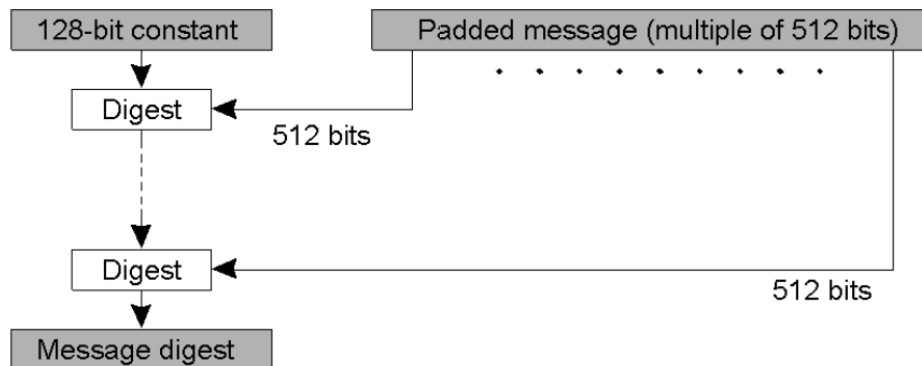 128-bit constant
Padded message (multiple of 512 bits)
Digest
512 bits
Digest
512 bits
Message digest